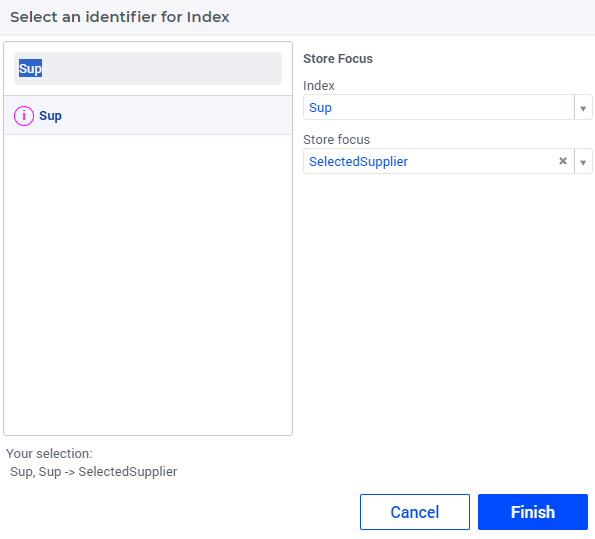 Select an identifier for Index
Sup
Sup
Store Focus
Index
Sup
Store focus
SelectedSupplier
Your selection:
Sup, Sup -> SelectedSupplier
Cancel
Finish